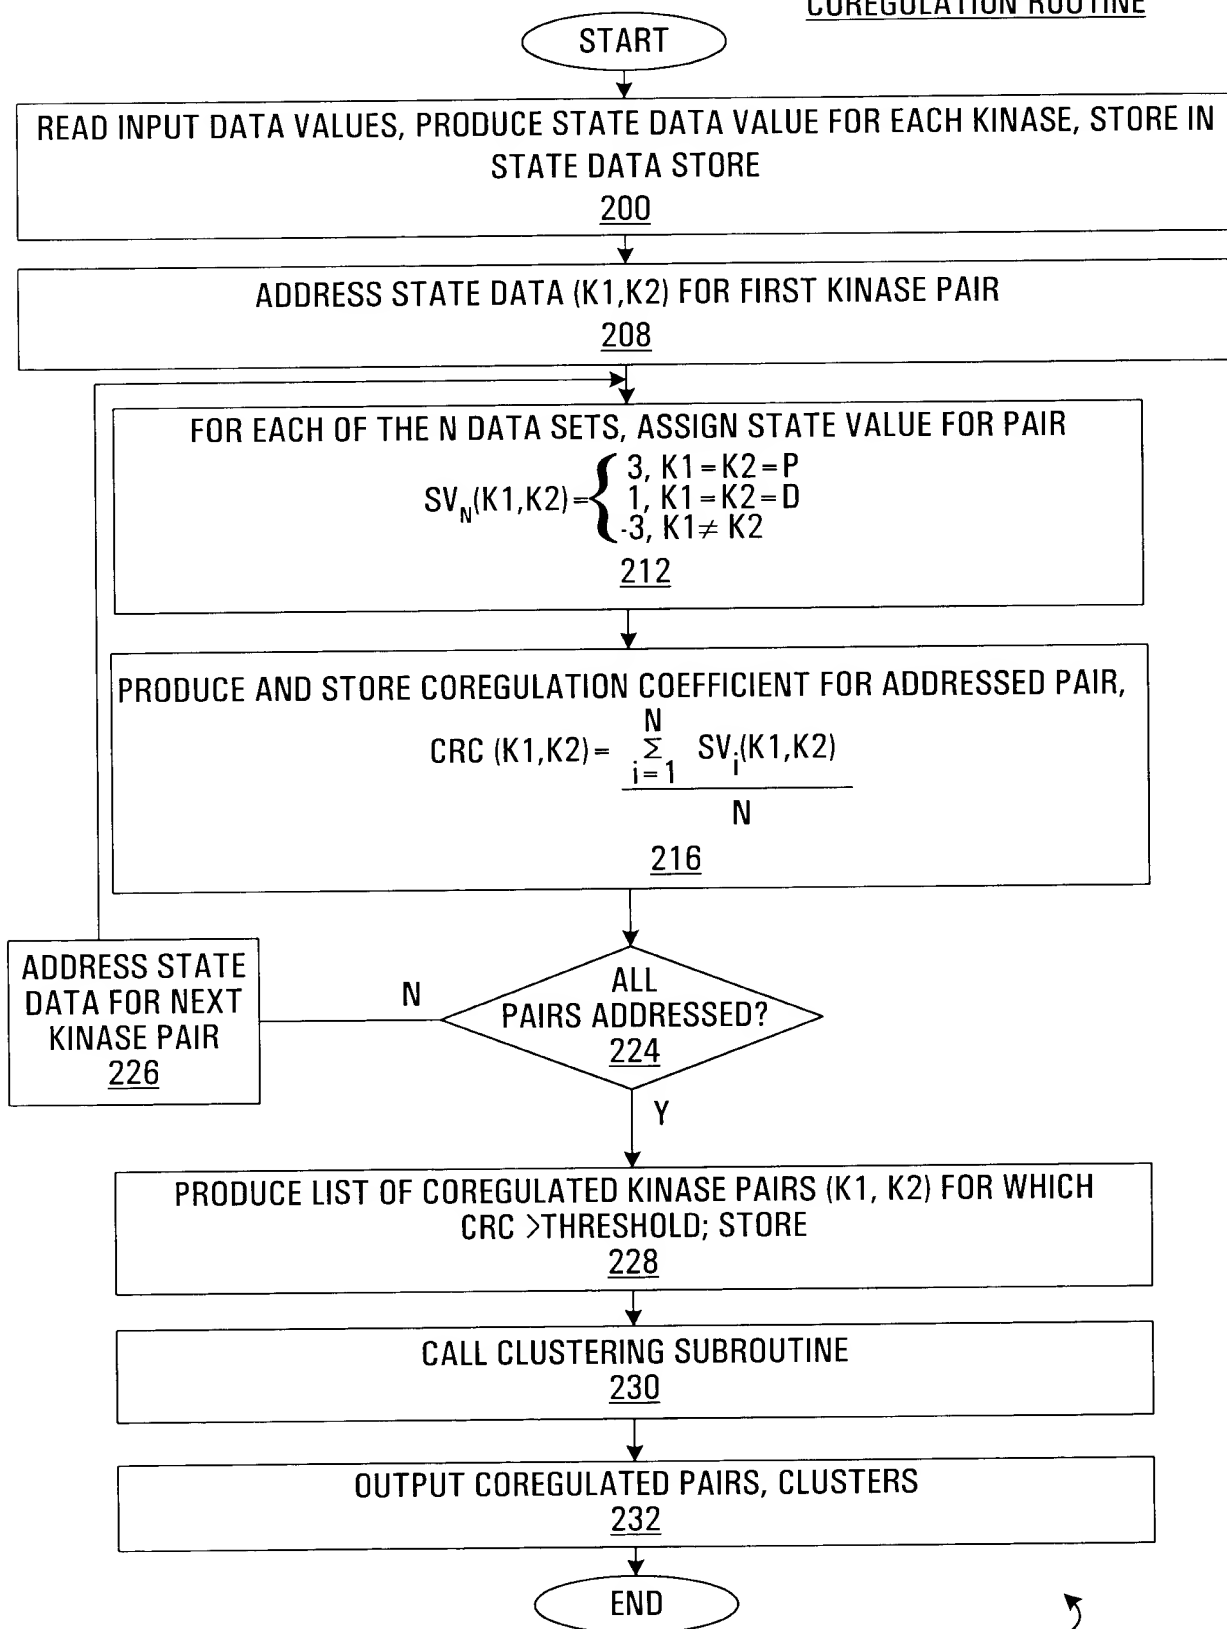 COREGULATION ROUTINE
START
READ INPUT DATA VALUES, PRODUCE STATE DATA VALUE FOR EACH KINASE, STORE IN
STATE DATA STORE
200
ADDRESS STATE DATA (K1,K2) FOR FIRST KINASE PAIR
208
FOR EACH OF THE N DATA SETS, ASSIGN STATE VALUE FOR PAIR
SV_N(K1,K2)={ 3, K1=K2=P
1, K1=K2=D
-3, K1≠ K2
212
PRODUCE AND STORE COREGULATION COEFFICIENT FOR ADDRESSED PAIR,
N
CRC (K1,K2)= Σ SV_i(K1,K2)
i=1
N
216
ADDRESS STATE
DATA FOR NEXT
KINASE PAIR
226
N
ALL
PAIRS ADDRESSED?
224
Y
PRODUCE LIST OF COREGULATED KINASE PAIRS (K1, K2) FOR WHICH
CRC >THRESHOLD; STORE
228
CALL CLUSTERING SUBROUTINE
230
OUTPUT COREGULATED PAIRS, CLUSTERS
232
END